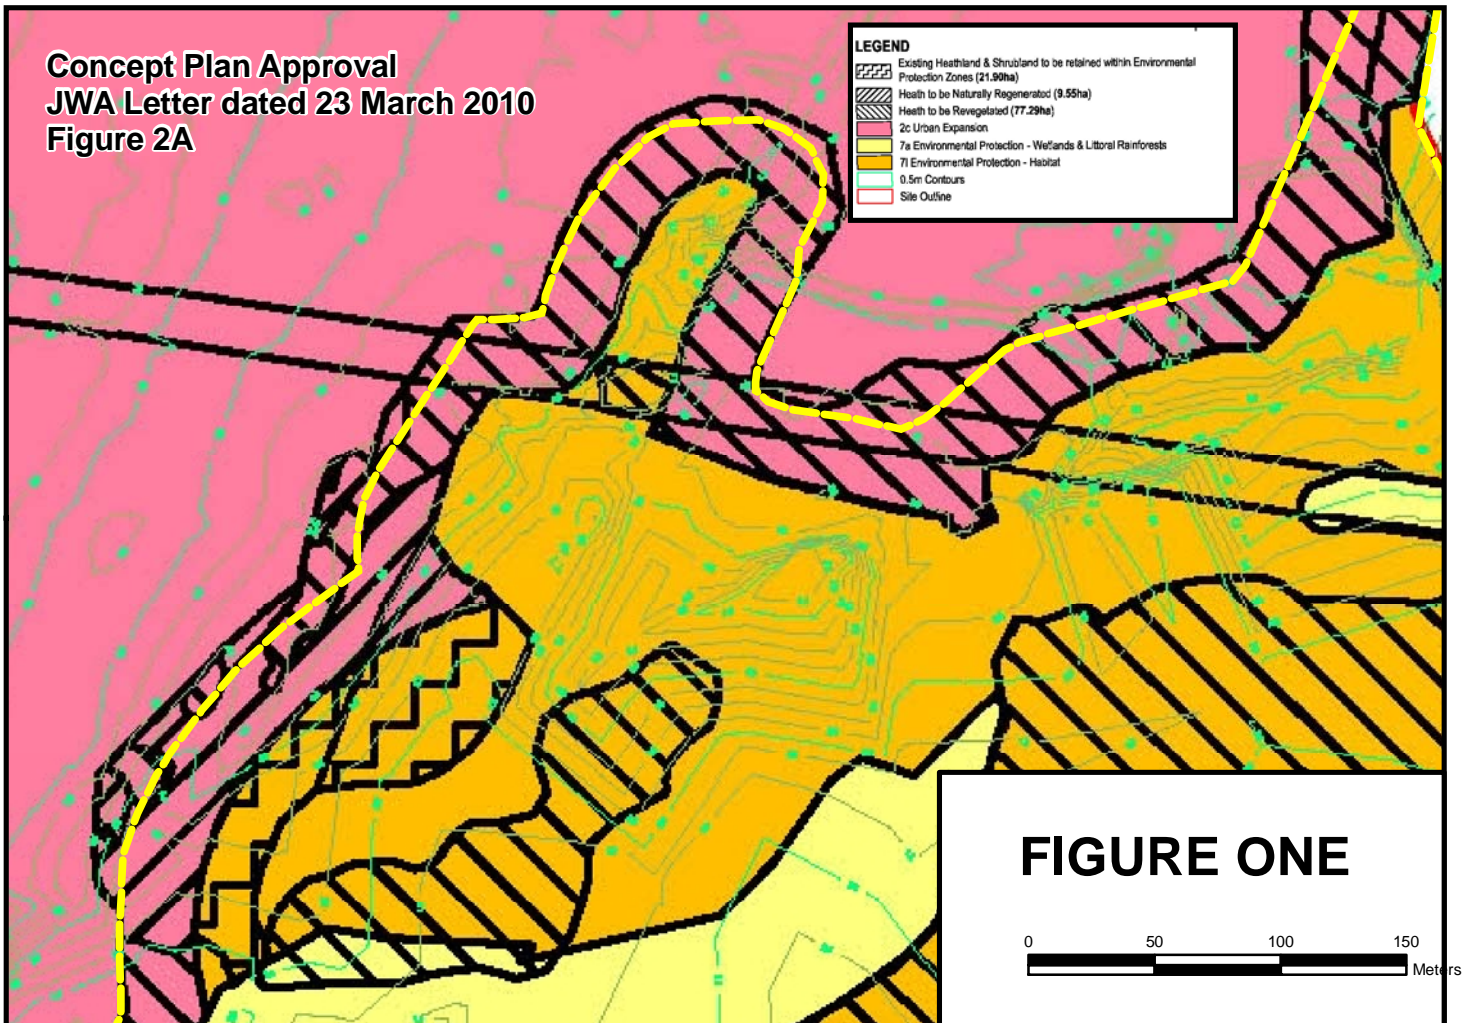 Concept Plan Approval
JWA Letter dated 23 March 2010
Figure 2A
LEGEND
Existing Heathland & Shrubland to be retained within Environmental
Protection Zones (21.90ha)
Heath to be Naturally Regenerated (9.55ha)
Heath to be Revegetated (77.29ha)
2c Urban Expansion
7a Environmental Protection - Wetlands & Littoral Rainforests
7l Environmental Protection - Habitat
0.5m Contours
Site Outline
FIGURE ONE
0 50 100 150
Meters